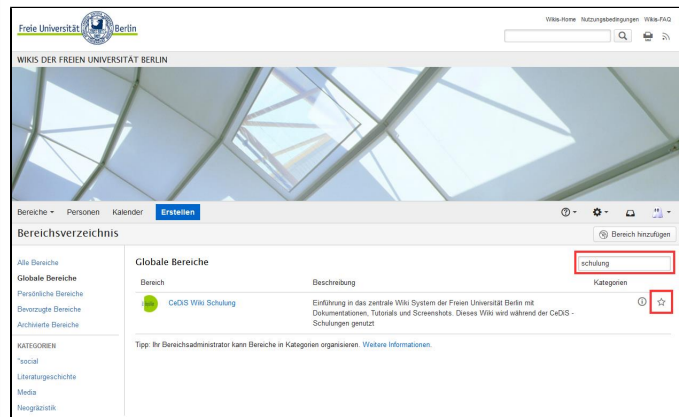 Wikis-Home Nutzungsbedingungen Wikis-FAQ
Freie Universität Berlin
WIKIS DER FREIEN UNIVERSITÄT BERLIN
Bereiche Personen Kalender Erstellen
Bereichsverzeichnis
Bereich hinzufügen
Alle Bereiche
Globale Bereiche
Persönliche Bereiche
Bevorzugte Bereiche
Archivierte Bereiche
KATEGORIEN
"social
Literaturgeschichte
Media
Neogräzistik
Globale Bereiche
schulung
Bereich Beschreibung Kategorien
CeDiS Wiki Schulung
Einführung in das zentrale Wiki System der Freien Universität Berlin mit
Dokumentationen, Tutorials und Screenshots. Dieses Wiki wird während der CeDiS -
Schulungen genutzt
Tipp: Ihr Bereichsadministrator kann Bereiche in Kategorien organisieren. Weitere Informationen.